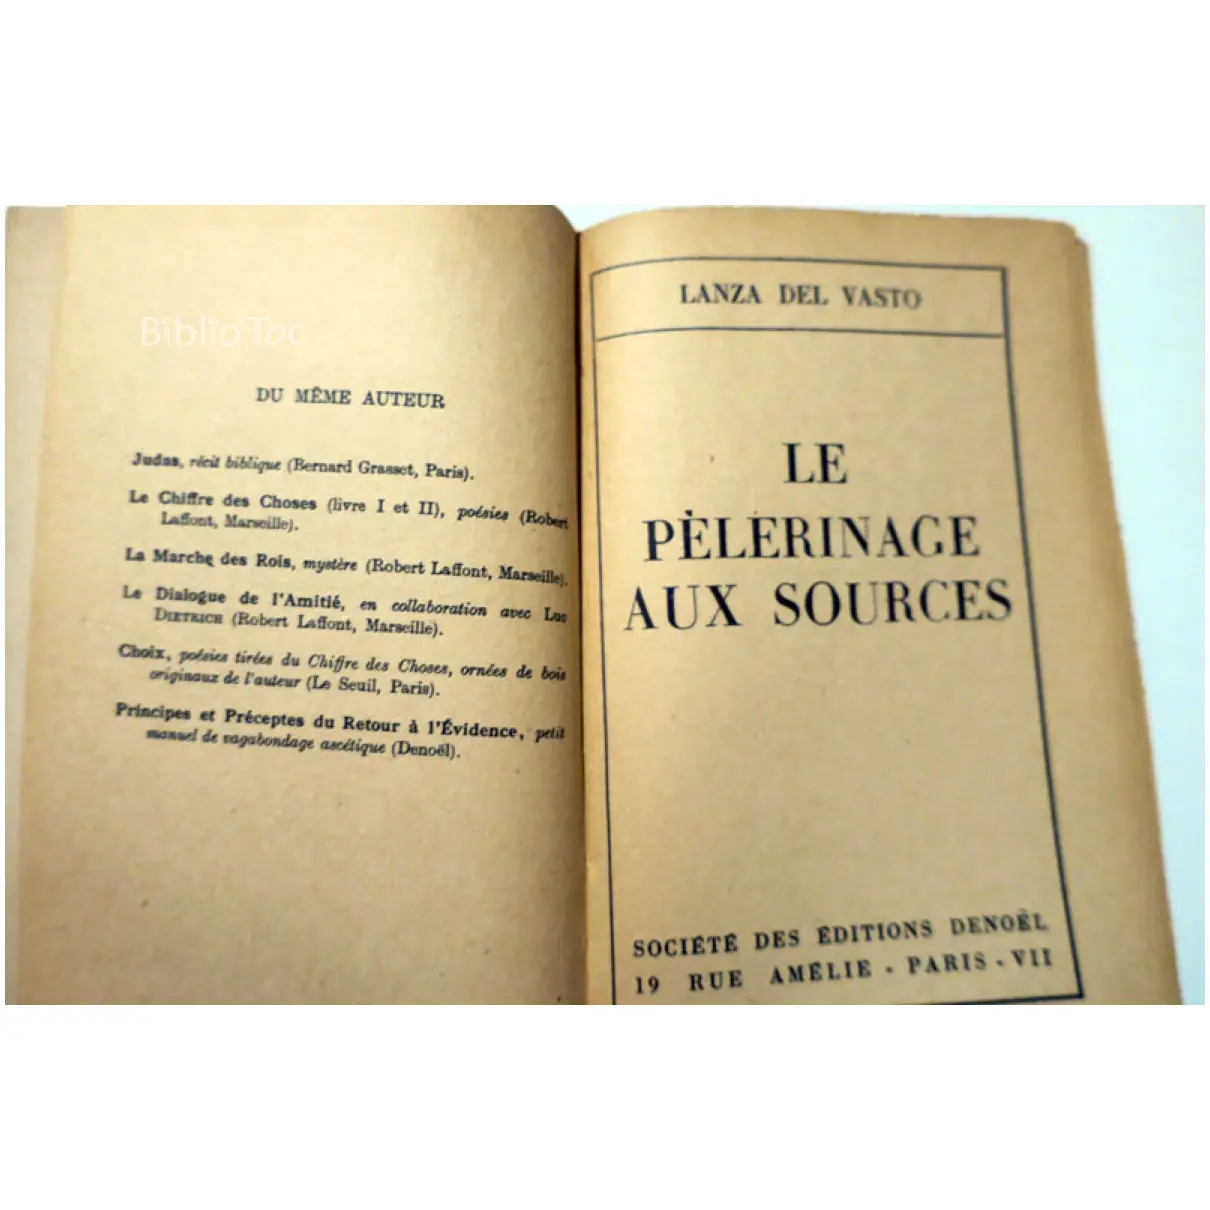 Biblio Toc
DU MÊME AUTEUR
Judas, récit biblique (Bernard Grasset, Paris).
Le Chiffre des Choses (livre I et II), poésies (Robert
Laffont, Marseille).
La Marche des Rois, mystère (Robert Laffont, Marseille).
Le Dialogue de l'Amitié, en collaboration avec Luc
DIETRICH (Robert Laffont, Marseille).
Choix, poésies tirées du Chiffre des Choses, ornées de bois
originaux de l'auteur (Le Seuil, Paris).
Principes et Préceptes du Retour à l'Évidence, petit
manuel de vagabondage ascétique (Denoël).
LANZA DEL VASTO
LE
PÈLERINAGE
AUX SOURCES
SOCIÉTÉ DES ÉDITIONS DENOËL
19 RUE AMÉLIE - PARIS - VII